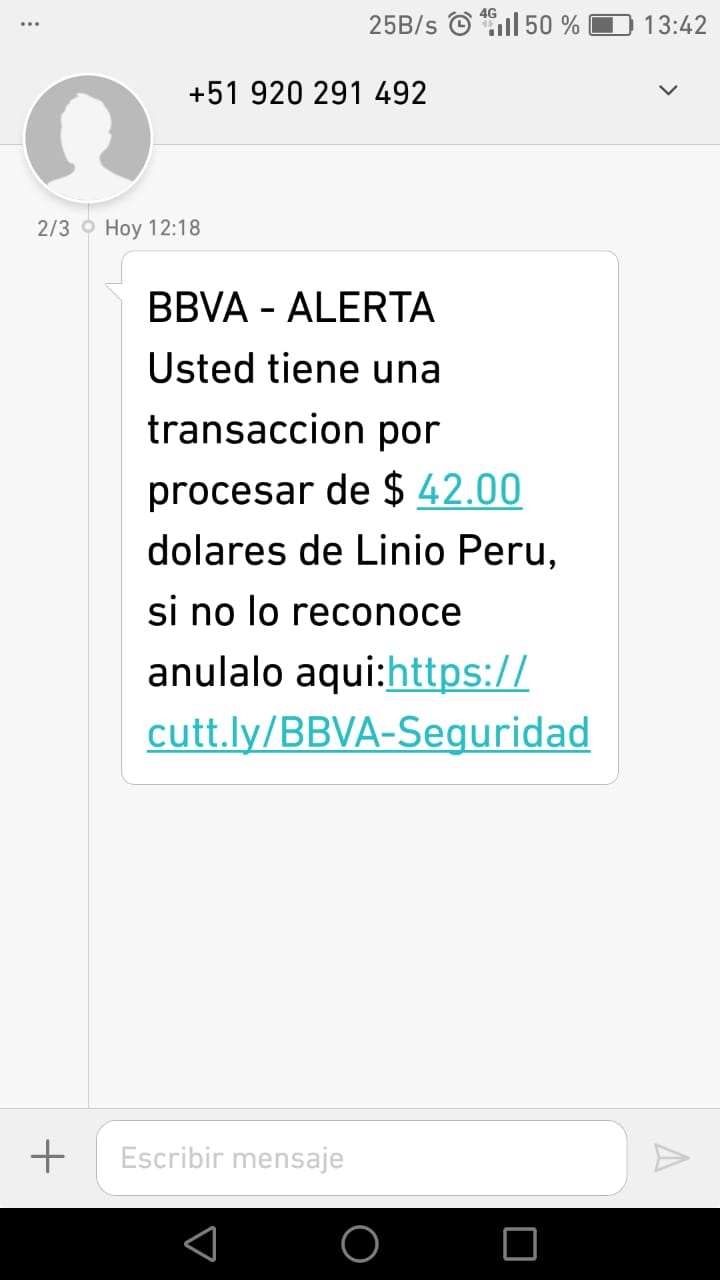 25B/s 4G 50 % 13:42
+51 920 291 492
2/3 Hoy 12:18
BBVA - ALERTA
Usted tiene una
transaccion por
procesar de $ 42.00
dolares de Linio Peru,
si no lo reconoce
anulalo aqui:https://
cutt.ly/BBVA-Seguridad
Escribir mensaje